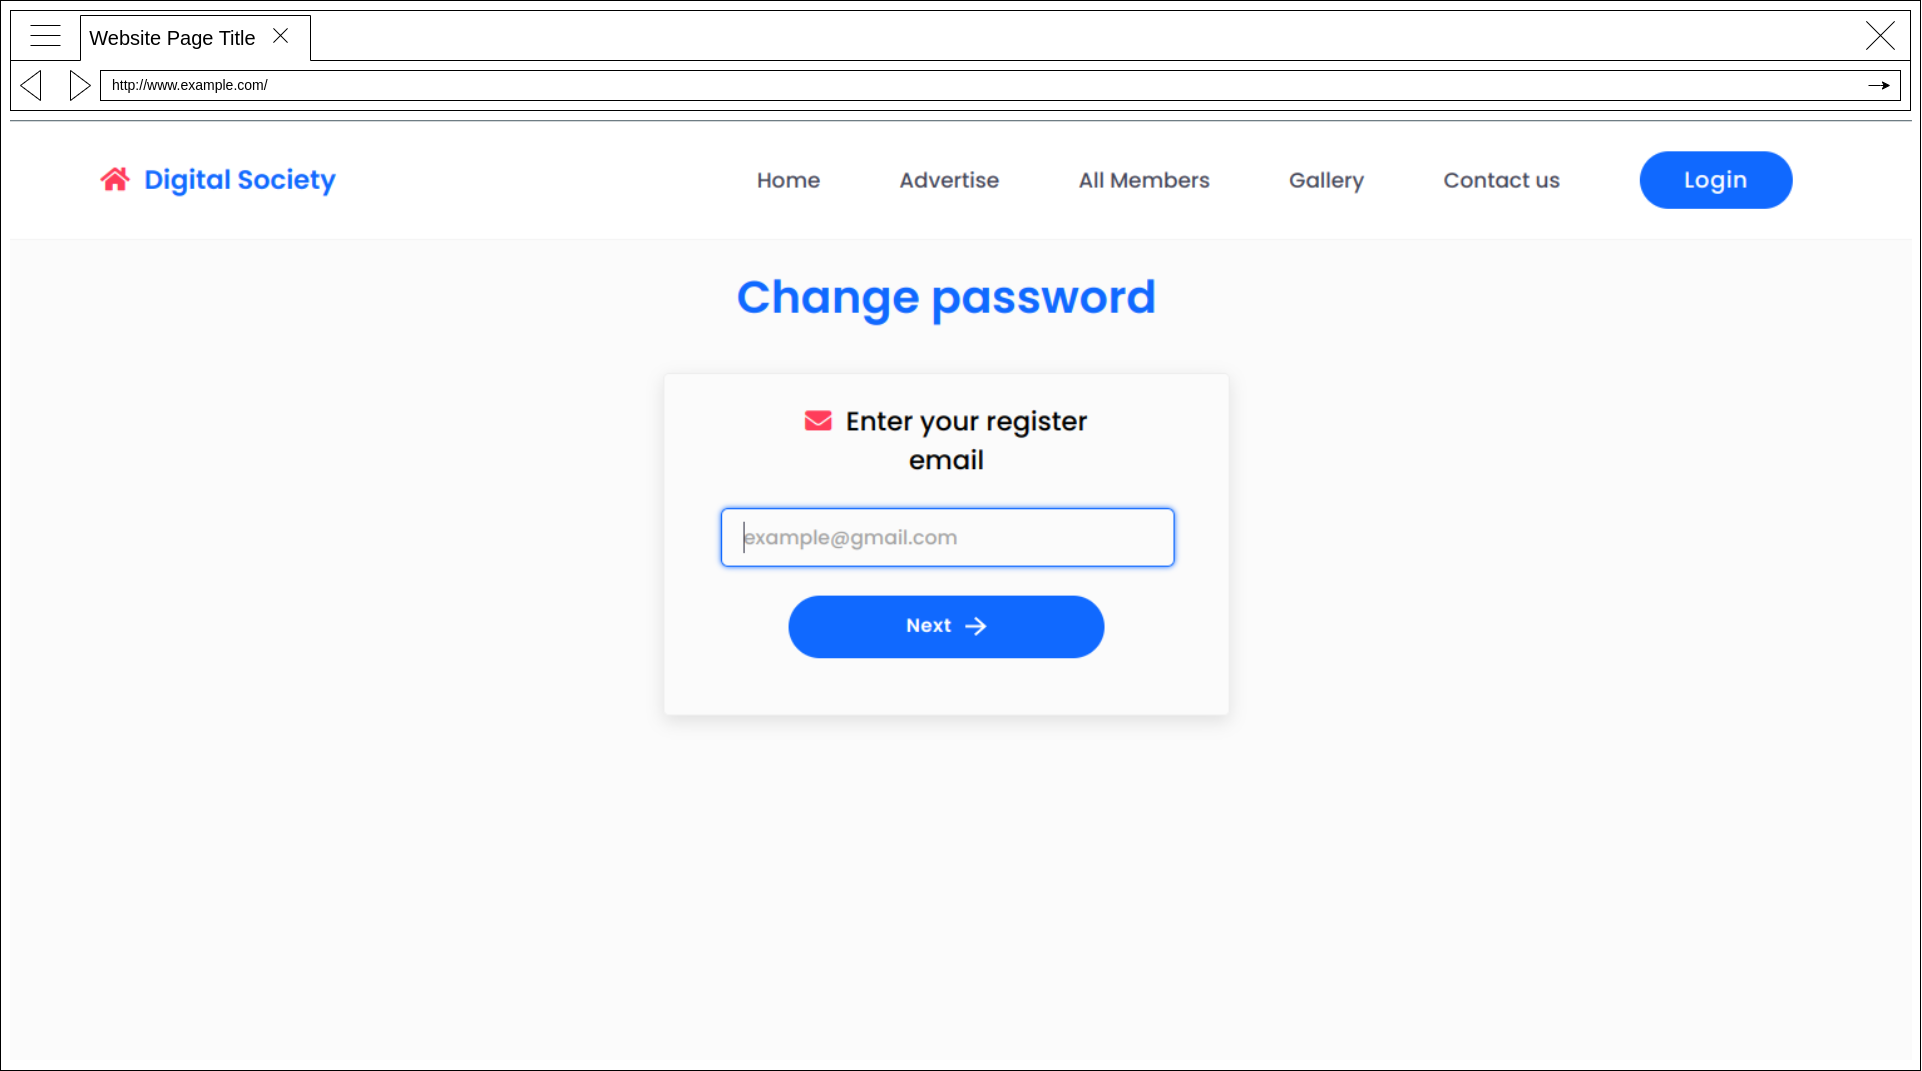 Website Page Title
http://www.example.com/
Digital Society
Home
Advertise
All Members
Gallery
Contact us
Login
Change password
Enter your register
email
example@gmail.com
Next